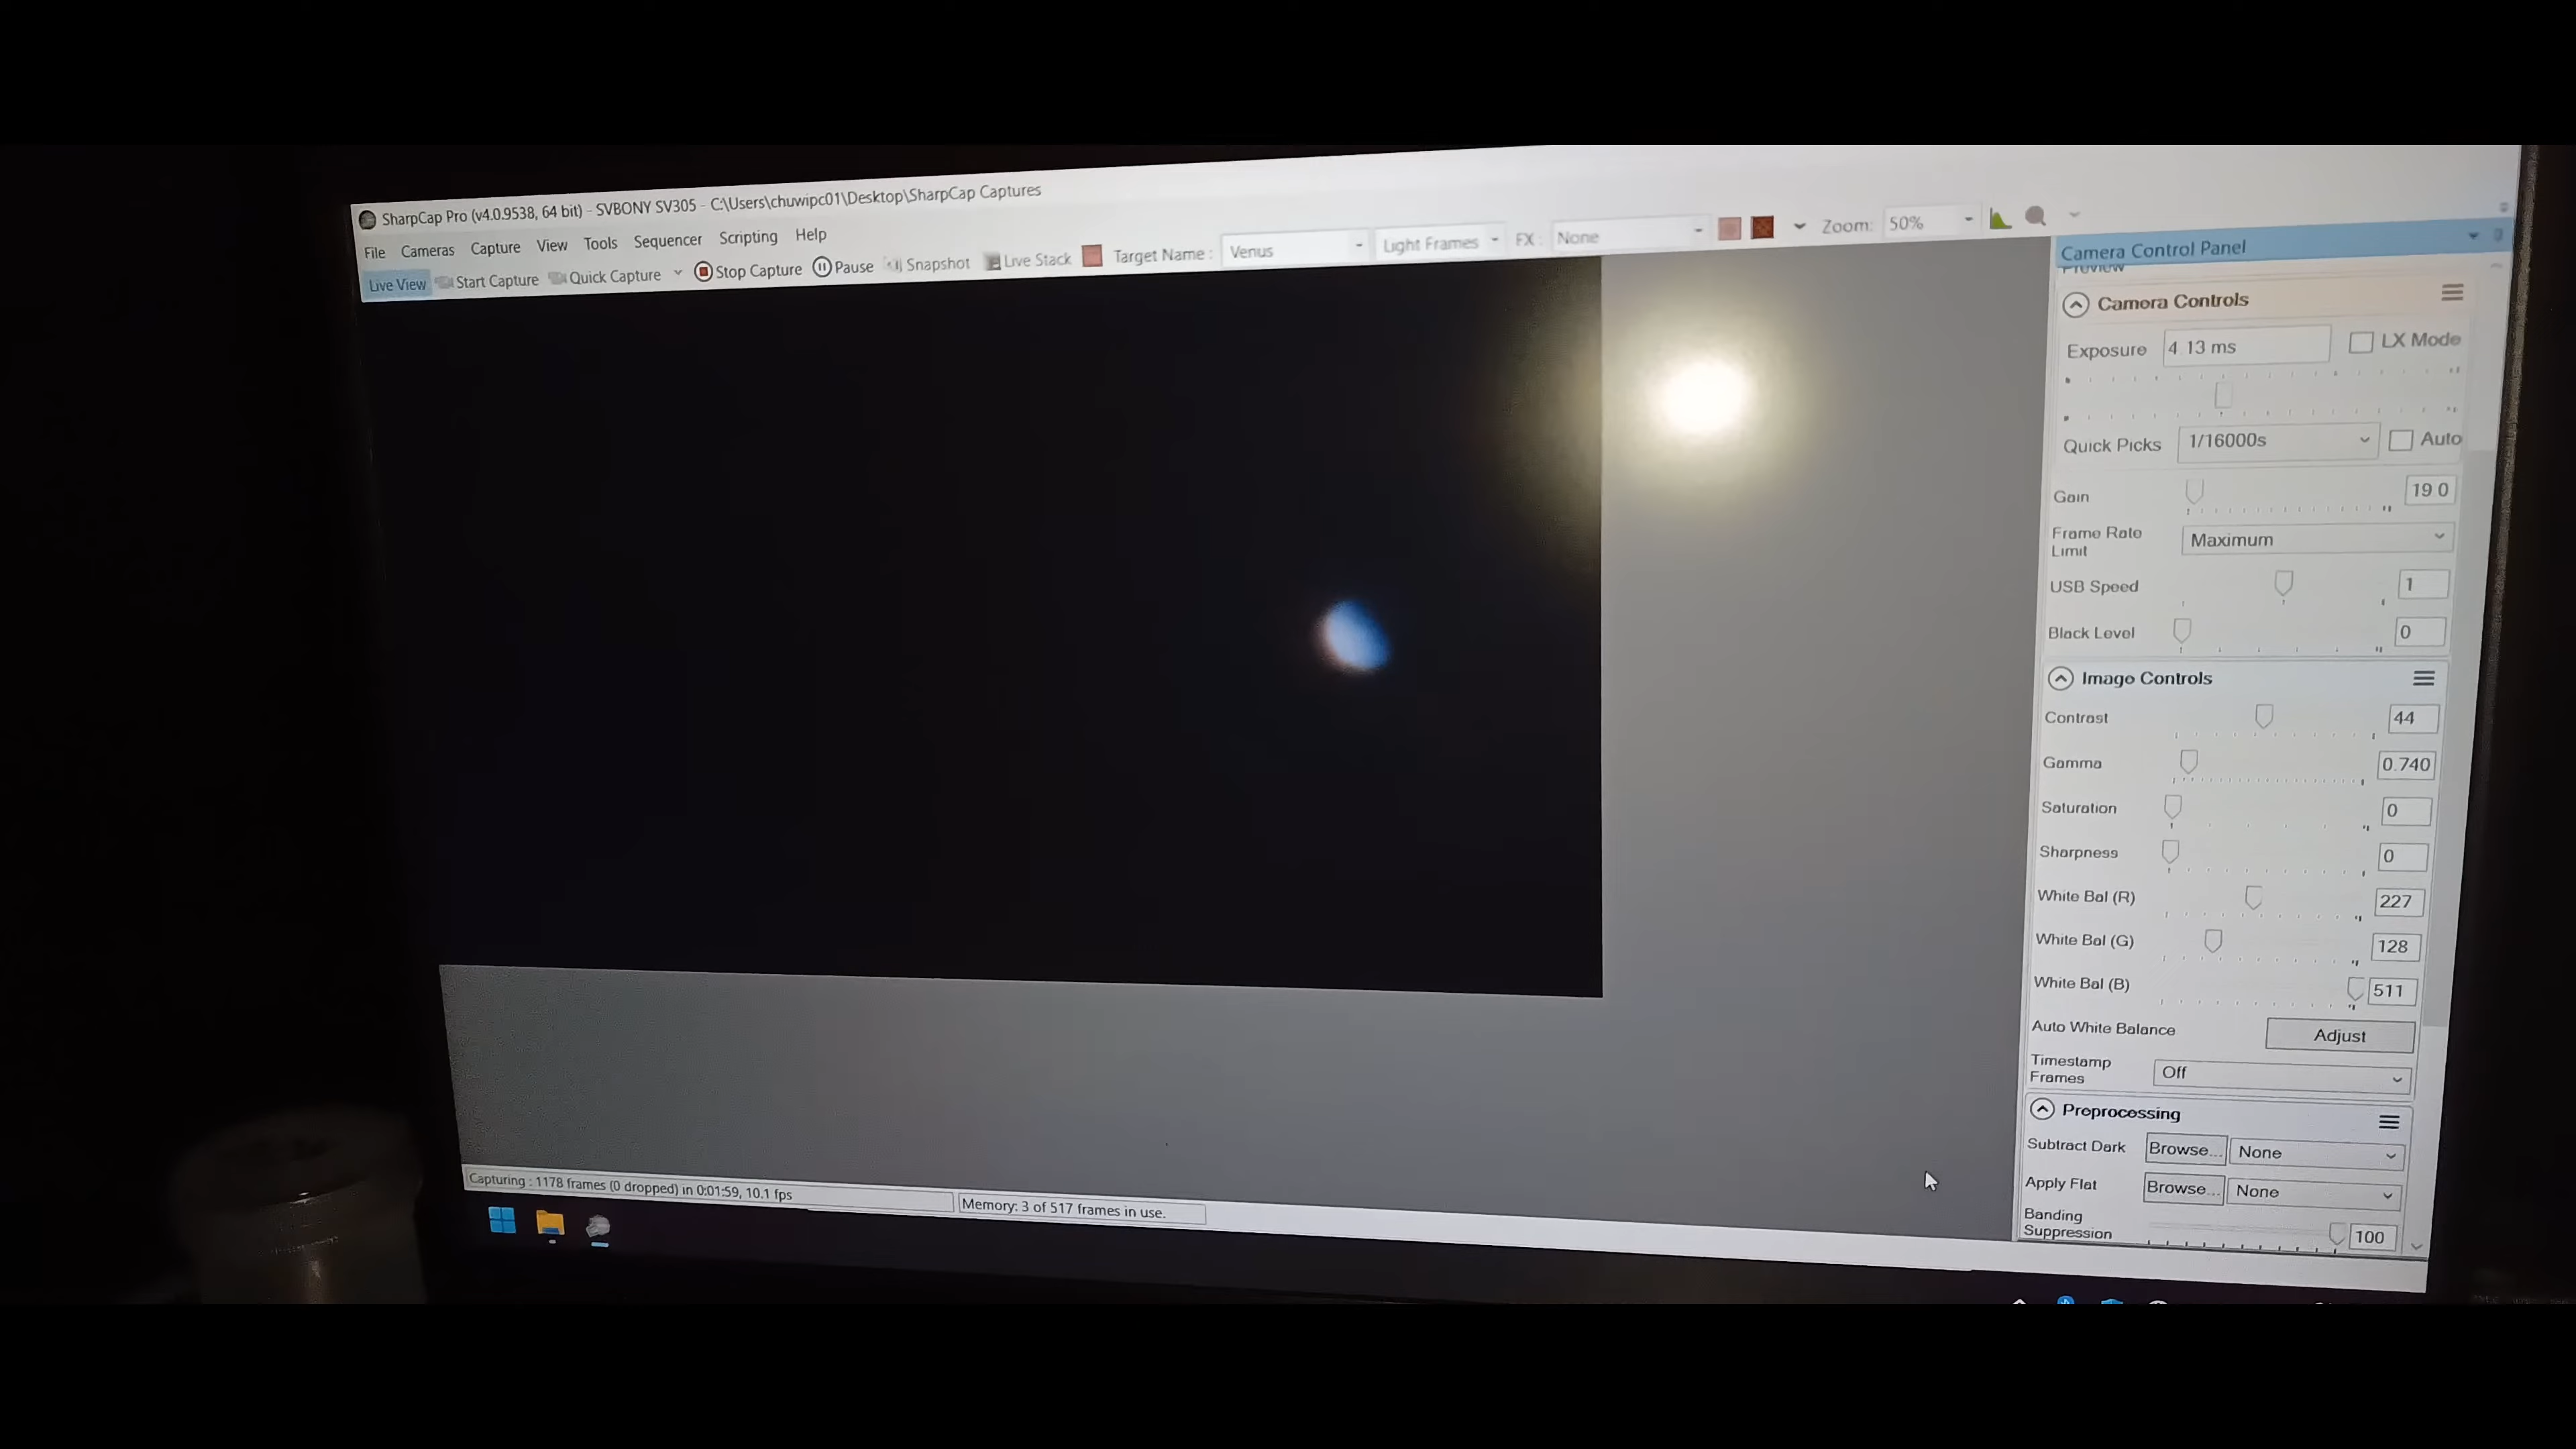 SharpCap Pro (v4.0.9538, 64 bit) - SVBONY SV305 - C:\Users\chuwipc01\Desktop\SharpCap Captures
File Cameras Capture View Tools Sequencer Scripting Help
Live View Start Capture Quick Capture Stop Capture Pause Snapshot Live Stack Target Name : Venus Light Frames FX : None Zoom: 50%
Camera Control Panel
Preview
Camera Controls
Exposure 4.13 ms LX Mode
Quick Picks 1/16000s Auto
Gain 19.0
Frame Rate
Limit Maximum
USB Speed 1
Black Level 0
Image Controls
Contrast 44
Gamma 0.740
Saturation 0
Sharpness 0
White Bal (R) 227
White Bal (G) 128
White Bal (B) 511
Auto White Balance Adjust
Timestamp
Frames Off
Preprocessing
Subtract Dark Browse... None
Apply Flat Browse... None
Banding
Suppression 100
Capturing : 1178 frames (0 dropped) in 0:01:59, 10.1 fps
Memory: 3 of 517 frames in use.